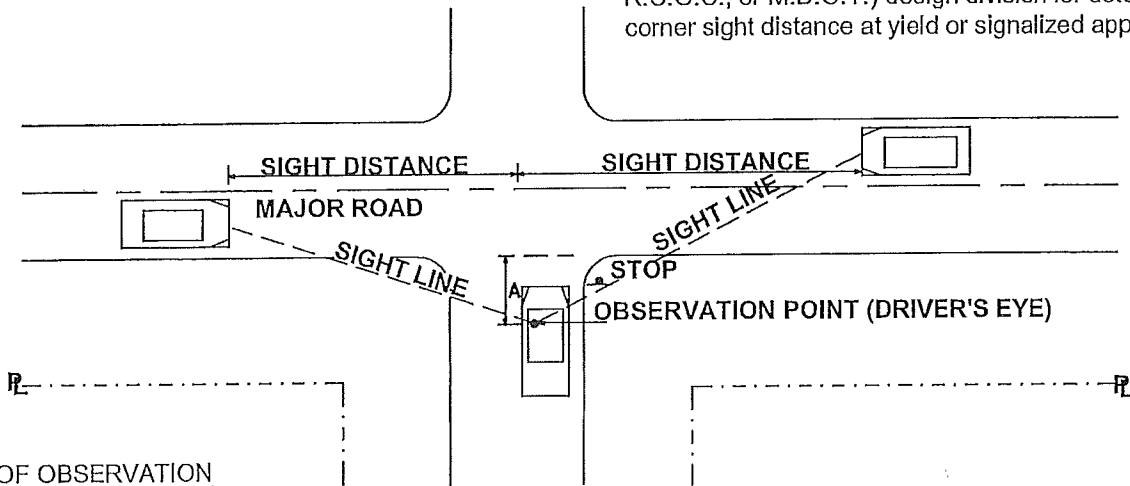 corner sight distance at yield or signalized app
SIGHT DISTANCE SIGHT DISTANCE
MAJOR ROAD
SIGHT LINE
SIGHT LINE
STOP
A
OBSERVATION POINT (DRIVER'S EYE)
PL PL
OF OBSERVATION